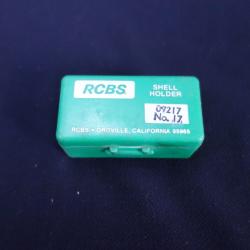 RCBS
SHELL
HOLDER
09217
No. 17
RCBS • OROVILLE, CALIFORNIA 95965